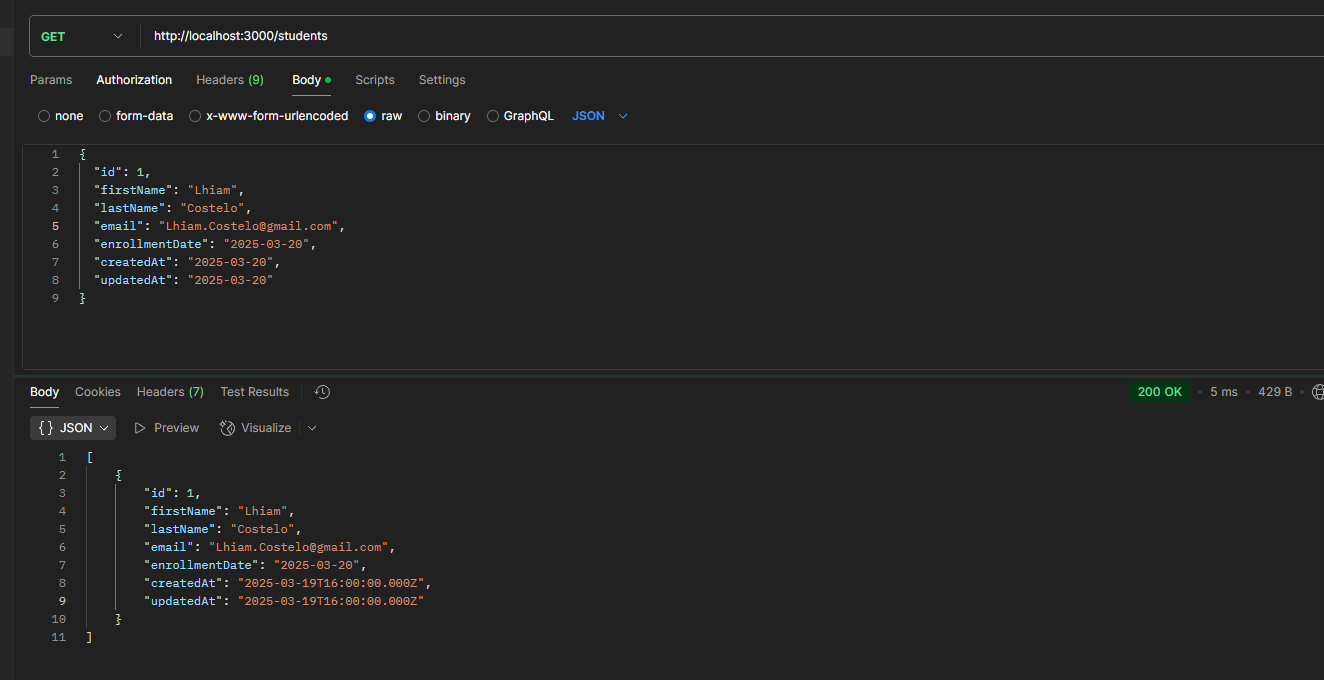 GET http://localhost:3000/students
Params Authorization Headers (9) Body Scripts Settings
none form-data x-www-form-urlencoded raw binary GraphQL JSON
1 {
2 "id": 1,
3 "firstName": "Lhiam",
4 "lastName": "Costelo",
5 "email": "Lhiam.Costelo@gmail.com",
6 "enrollmentDate": "2025-03-20",
7 "createdAt": "2025-03-20",
8 "updatedAt": "2025-03-20"
9 }
Body Cookies Headers (7) Test Results 200 OK • 5 ms • 429 B •
{} JSON Preview Visualize
1 [
2 {
3 "id": 1,
4 "firstName": "Lhiam",
5 "lastName": "Costelo",
6 "email": "Lhiam.Costelo@gmail.com",
7 "enrollmentDate": "2025-03-20",
8 "createdAt": "2025-03-19T16:00:00.000Z",
9 "updatedAt": "2025-03-19T16:00:00.000Z"
10 }
11 ]